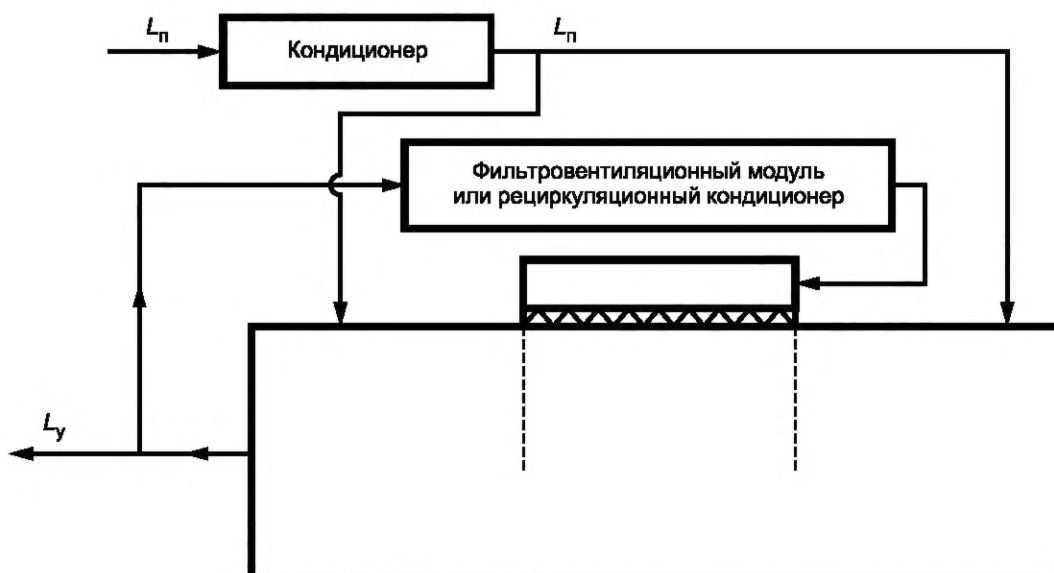 Lп
Кондиционер
Lп
Фильтровентиляционный модуль
или рециркуляционный кондиционер
Lу